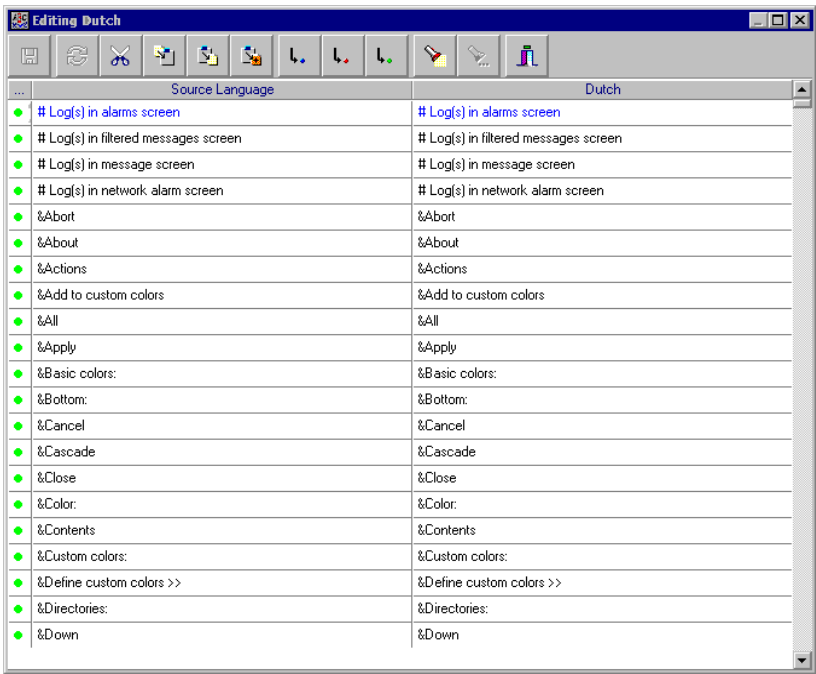 Editing Dutch
... Source Language Dutch
# Log(s) in alarms screen # Log(s) in alarms screen
# Log(s) in filtered messages screen # Log(s) in filtered messages screen
# Log(s) in message screen # Log(s) in message screen
# Log(s) in network alarm screen # Log(s) in network alarm screen
&Abort &Abort
&About &About
&Actions &Actions
&Add to custom colors &Add to custom colors
&All &All
&Apply &Apply
&Basic colors: &Basic colors:
&Bottom: &Bottom:
&Cancel &Cancel
&Cascade &Cascade
&Close &Close
&Color: &Color:
&Contents &Contents
&Custom colors: &Custom colors:
&Define custom colors >> &Define custom colors >>
&Directories: &Directories:
&Down &Down